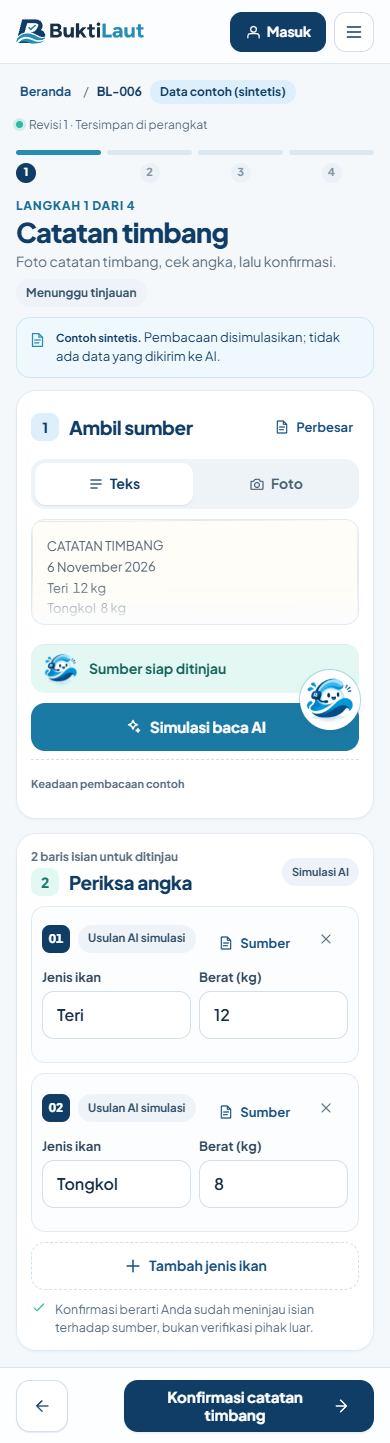 BuktiLaut
Masuk
Beranda / BL-006 Data contoh (sintetis)
Revisi 1 · Tersimpan di perangkat
1 2 3 4
LANGKAH 1 DARI 4
Catatan timbang
Foto catatan timbang, cek angka, lalu konfirmasi.
Menunggu tinjauan
Contoh sintetis. Pembacaan disimulasikan; tidak
ada data yang dikirim ke AI.
1 Ambil sumber Perbesar
Teks Foto
CATATAN TIMBANG
6 November 2026
Teri 12 kg
Tongkol 8 kg
Sumber siap ditinjau
Simulasi baca AI
Keadaan pembacaan contoh
2 baris isian untuk ditinjau
2 Periksa angka Simulasi AI
01 Usulan AI simulasi Sumber
Jenis ikan Berat (kg)
Teri 12
02 Usulan AI simulasi Sumber
Jenis ikan Berat (kg)
Tongkol 8
Tambah jenis ikan
Konfirmasi berarti Anda sudah meninjau isian
terhadap sumber, bukan verifikasi pihak luar.
Konfirmasi catatan
timbang